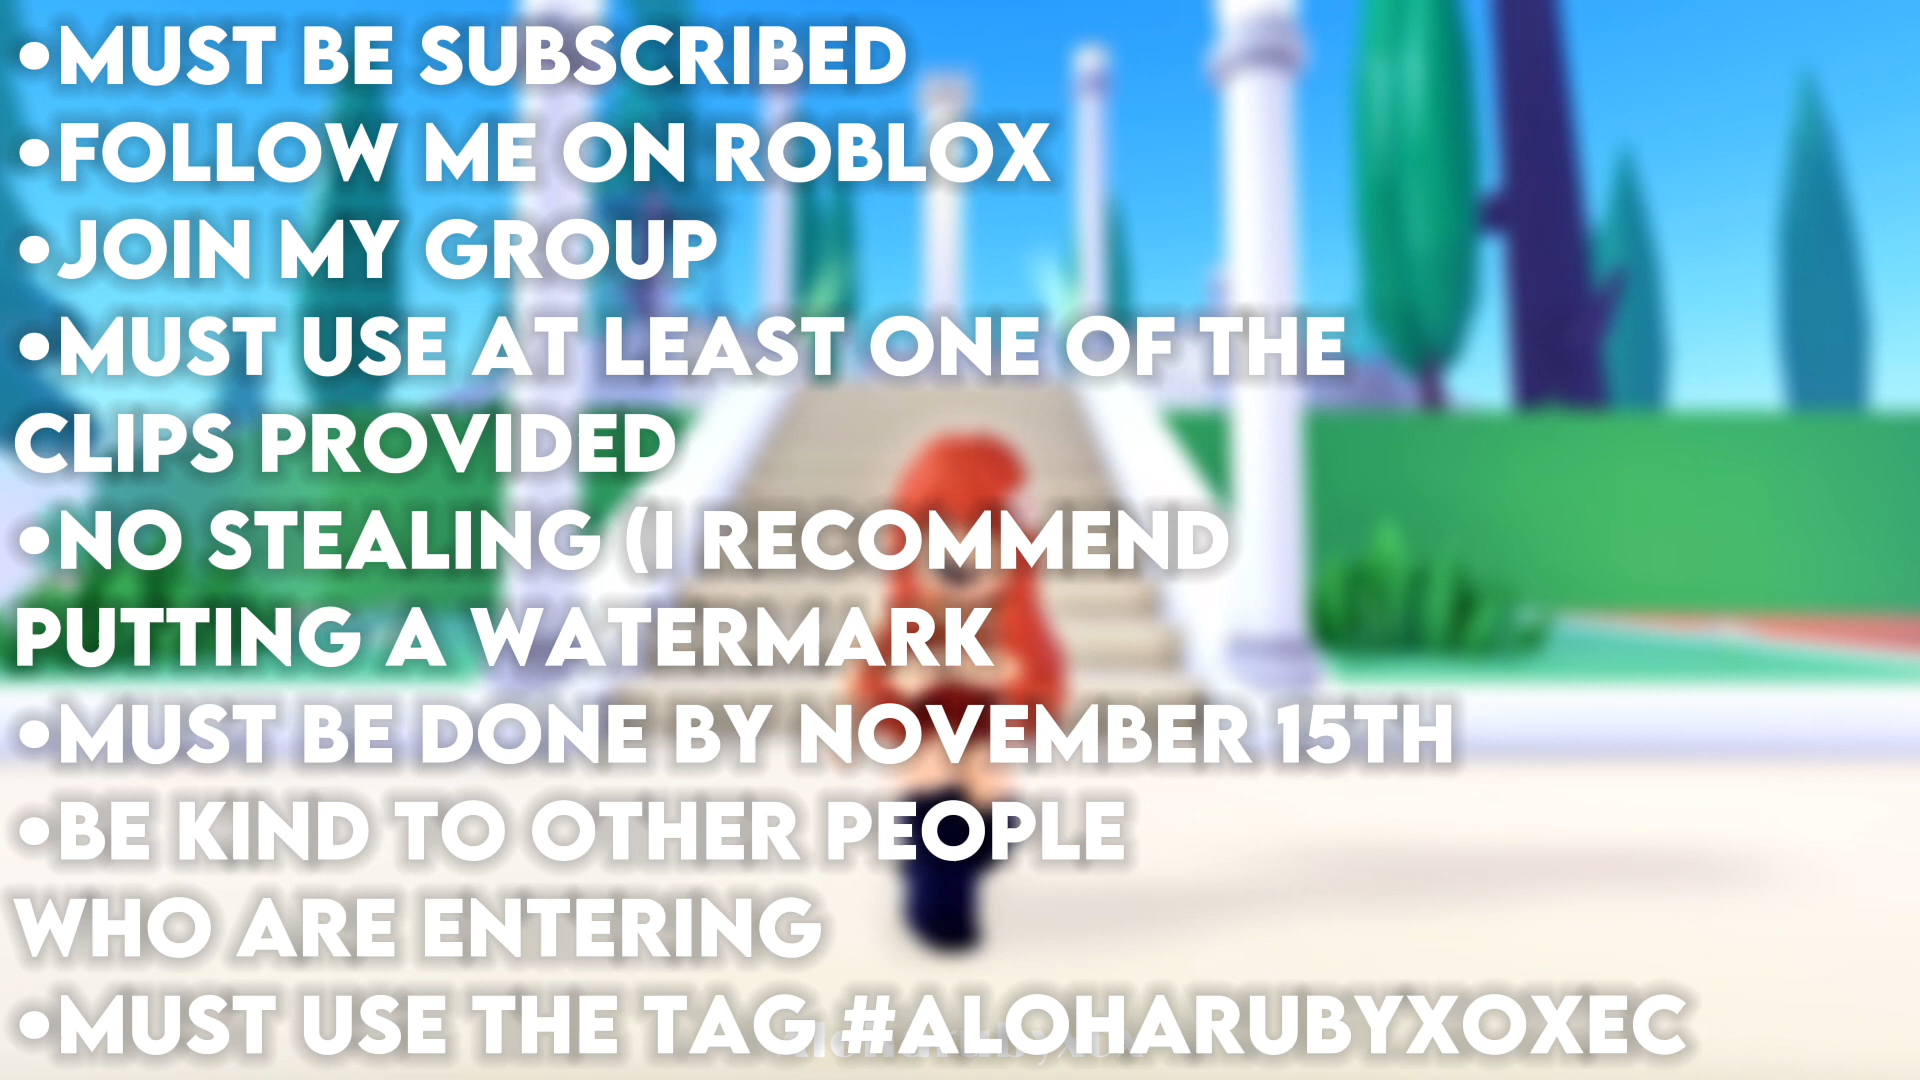 •MUST BE SUBSCRIBED
•FOLLOW ME ON ROBLOX
•JOIN MY GROUP
•MUST USE AT LEAST ONE OF THE
CLIPS PROVIDED
•NO STEALING (I RECOMMEND
PUTTING A WATERMARK
•MUST BE DONE BY NOVEMBER 15TH
•BE KIND TO OTHER PEOPLE
WHO ARE ENTERING
•MUST USE THE TAG #ALOHARUBYXOXEC